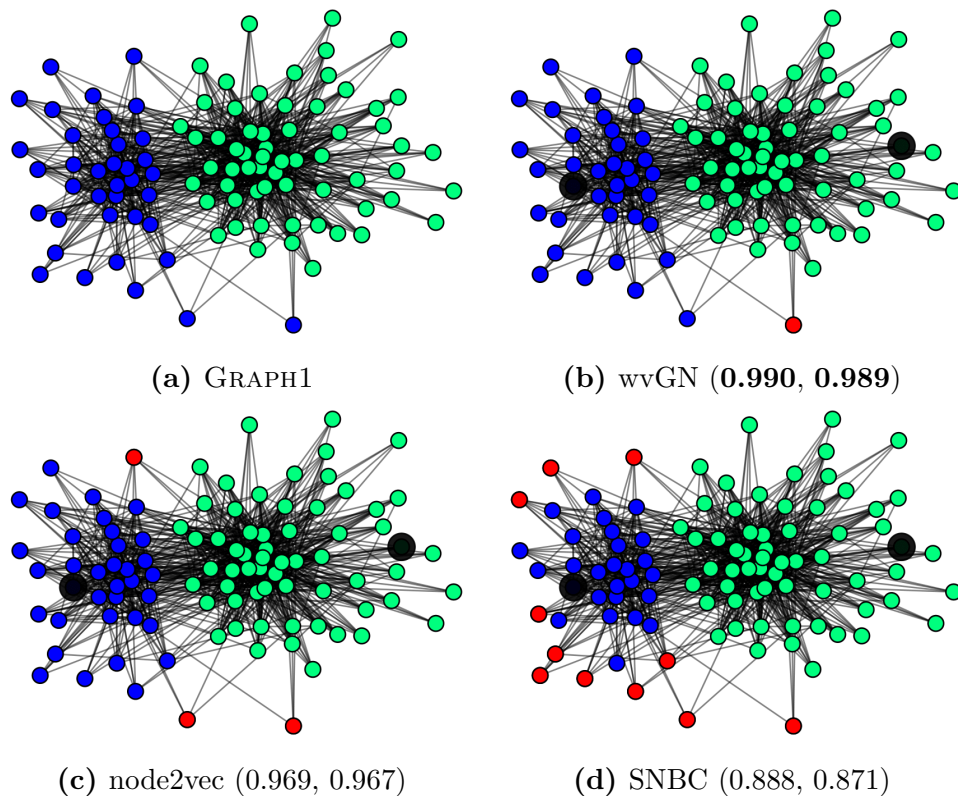 (a) GRAPH1
(b) wvGN (0.990, 0.989)
(c) node2vec (0.969, 0.967)
(d) SNBC (0.888, 0.871)